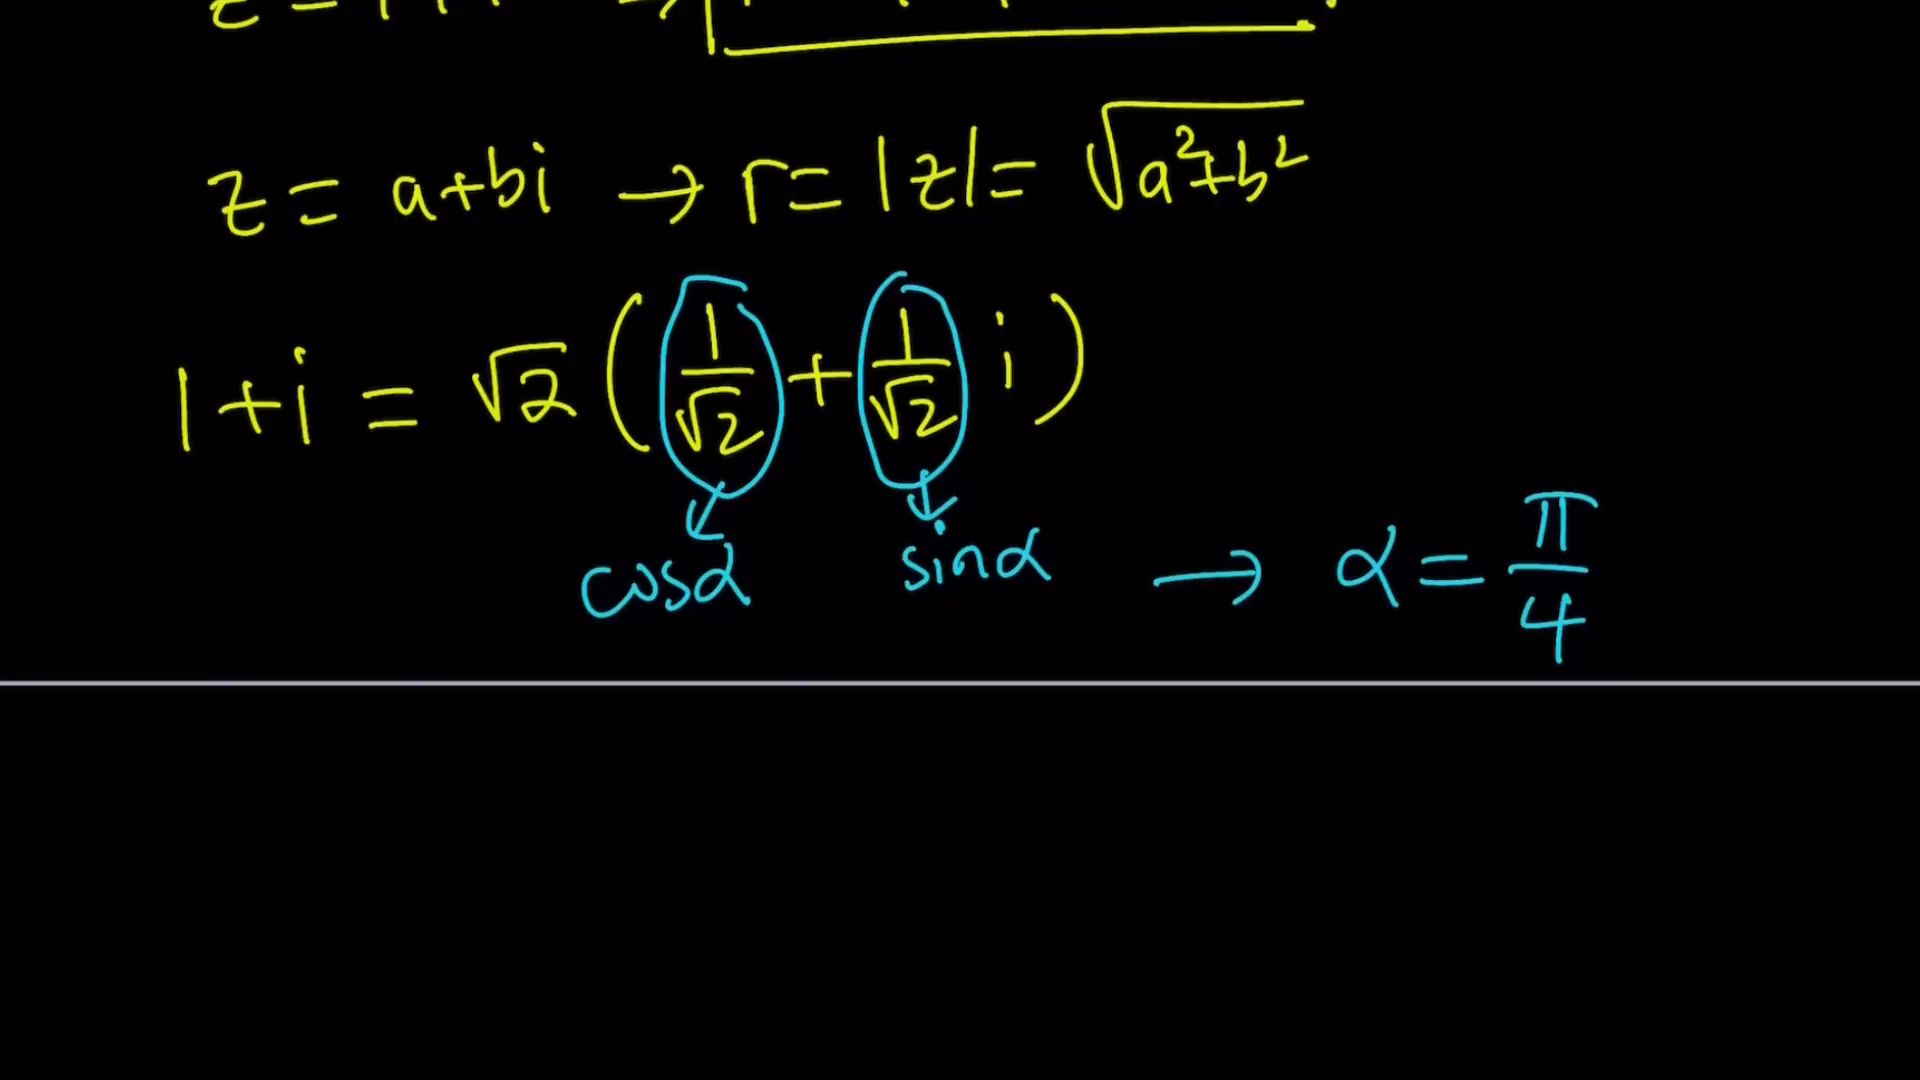 z = a+bi → r = |z| = √(a²+b²)
1+i = √2 ( 1/√2 + 1/√2 i )
cosα sinα → α = π/4